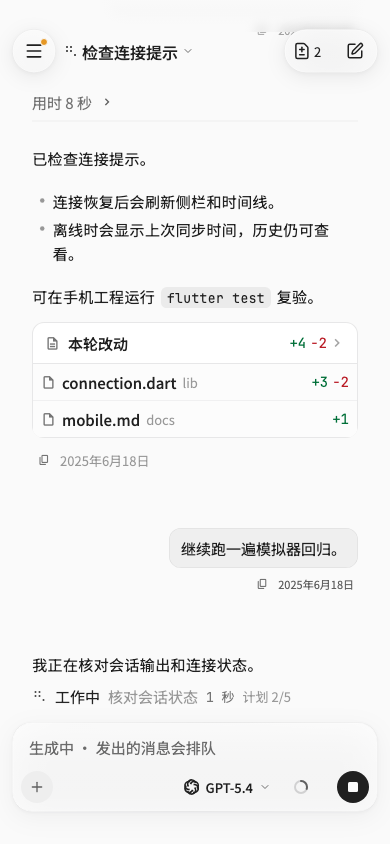 检查连接提示
2
用时 8 秒
已检查连接提示。
连接恢复后会刷新侧栏和时间线。
离线时会显示上次同步时间，历史仍可查
看。
可在手机工程运行 flutter test 复验。
本轮改动 +4 -2
connection.dart lib +3 -2
mobile.md docs +1
2025年6月18日
继续跑一遍模拟器回归。
2025年6月18日
我正在核对会话输出和连接状态。
工作中 核对会话状态 1 秒 计划 2/5
生成中 · 发出的消息会排队
GPT-5.4